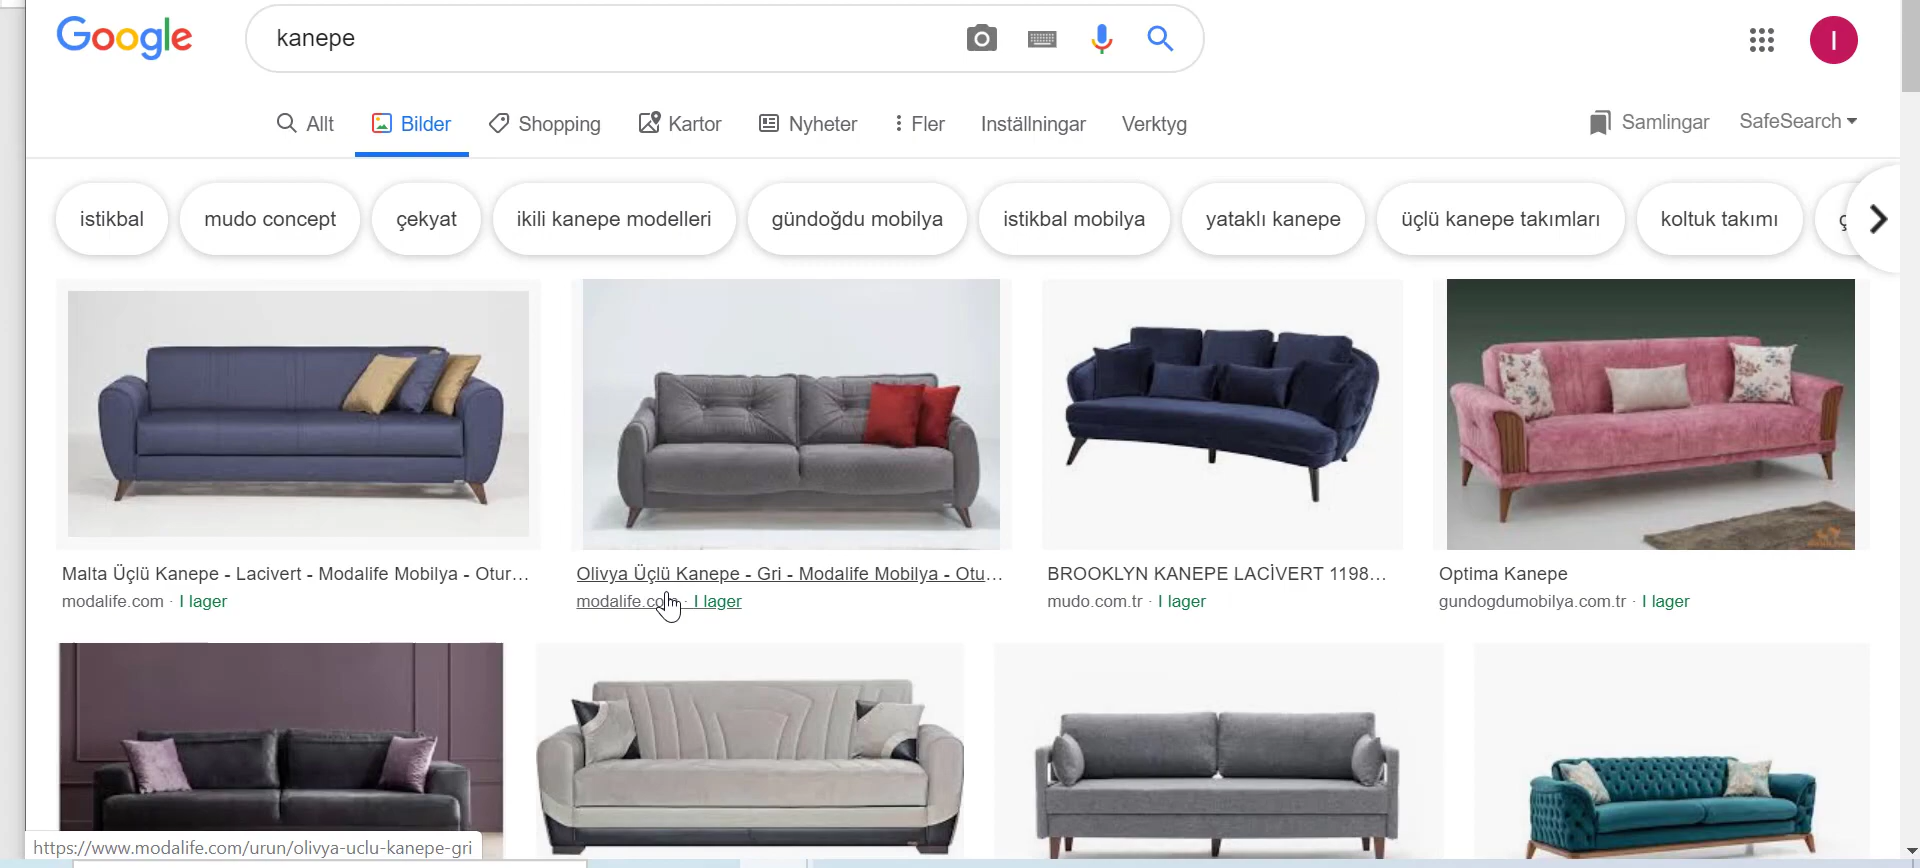 Google
kanepe
I
Allt Bilder Shopping Kartor Nyheter Fler Inställningar Verktyg Samlingar SafeSearch
istikbal mudo concept çekyat ikili kanepe modelleri gündoğdu mobilya istikbal mobilya yataklı kanepe üçlü kanepe takımları koltuk takımı
Malta Üçlü Kanepe - Lacivert - Modalife Mobilya - Otur...
modalife.com · I lager
Olivya Üçlü Kanepe - Gri - Modalife Mobilya - Otu...
modalife.com · I lager
BROOKLYN KANEPE LACİVERT 1198...
mudo.com.tr · I lager
Optima Kanepe
gundogdumobilya.com.tr · I lager
https://www.modalife.com/urun/olivya-uclu-kanepe-gri